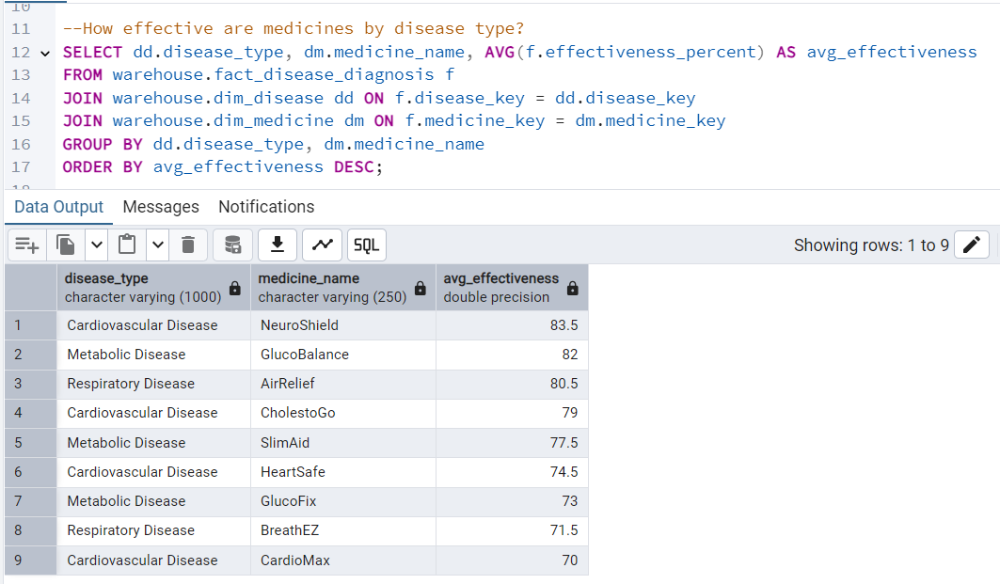 10
11 --How effective are medicines by disease type?
12 SELECT dd.disease_type, dm.medicine_name, AVG(f.effectiveness_percent) AS avg_effectiveness
13 FROM warehouse.fact_disease_diagnosis f
14 JOIN warehouse.dim_disease dd ON f.disease_key = dd.disease_key
15 JOIN warehouse.dim_medicine dm ON f.medicine_key = dm.medicine_key
16 GROUP BY dd.disease_type, dm.medicine_name
17 ORDER BY avg_effectiveness DESC;
18
Data Output Messages Notifications
SQL Showing rows: 1 to 9
disease_type medicine_name avg_effectiveness
character varying (1000) character varying (250) double precision
1 Cardiovascular Disease NeuroShield 83.5
2 Metabolic Disease GlucoBalance 82
3 Respiratory Disease AirRelief 80.5
4 Cardiovascular Disease CholestoGo 79
5 Metabolic Disease SlimAid 77.5
6 Cardiovascular Disease HeartSafe 74.5
7 Metabolic Disease GlucoFix 73
8 Respiratory Disease BreathEZ 71.5
9 Cardiovascular Disease CardioMax 70